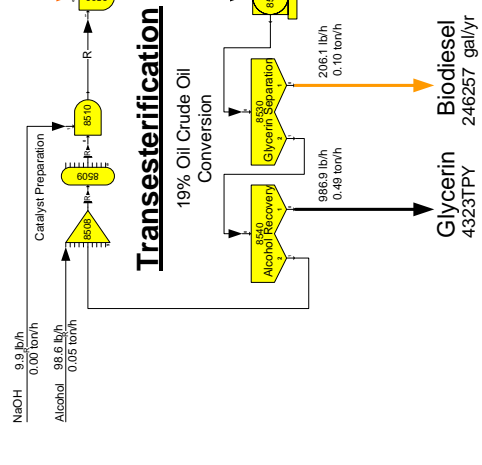 NaOH 9.9 lb/h
0.00 ton/h
Alcohol 98.6 lb/h
0.05 ton/h
Catalyst Preparation
8508
8509
8510
R
R
R
R
Transesterification
19% Oil Crude Oil
Conversion
8530
Glycerin Separation
8540
Alcohol Recovery
206.1 lb/h
0.10 ton/h
986.9 lb/h
0.49 ton/h
Biodiesel
246257 gal/yr
Glycerin
4323TPY